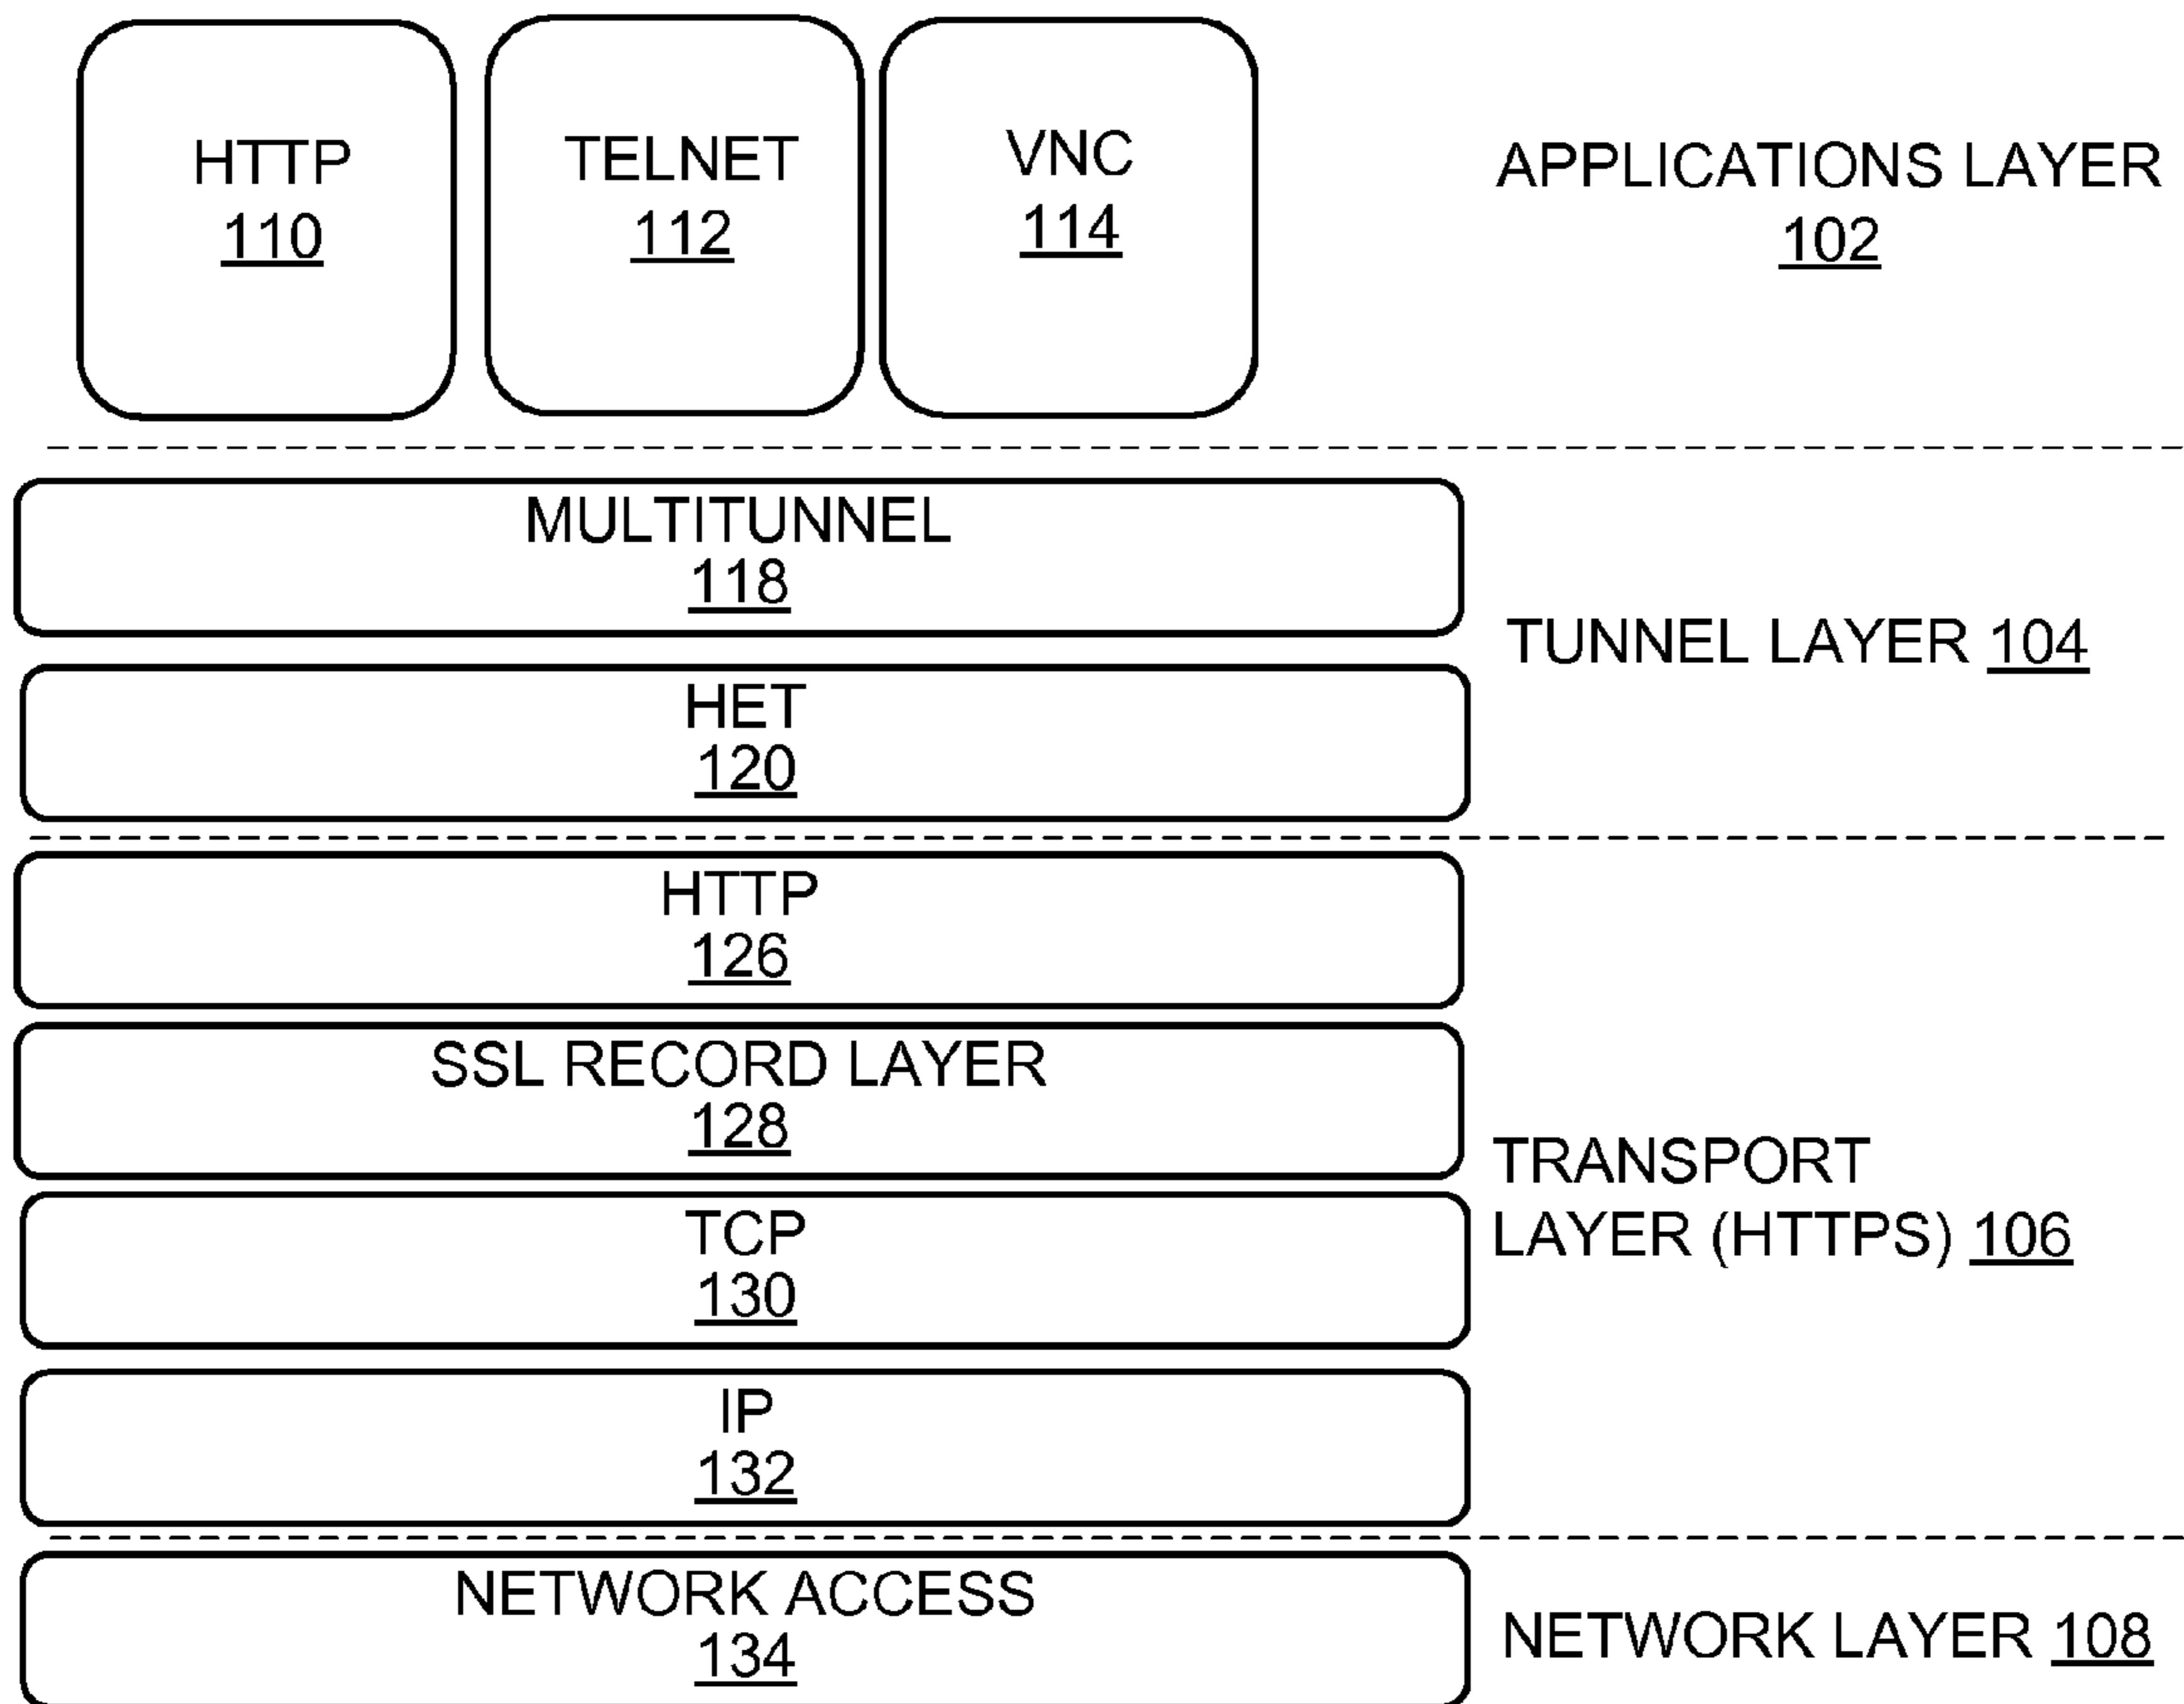 HTTP
110
TELNET
112
VNC
114
APPLICATIONS LAYER
102
MULTITUNNEL
118
HET
120
TUNNEL LAYER 104
HTTP
126
SSL RECORD LAYER
128
TCP
130
IP
132
TRANSPORT
LAYER (HTTPS) 106
NETWORK ACCESS
134
NETWORK LAYER 108